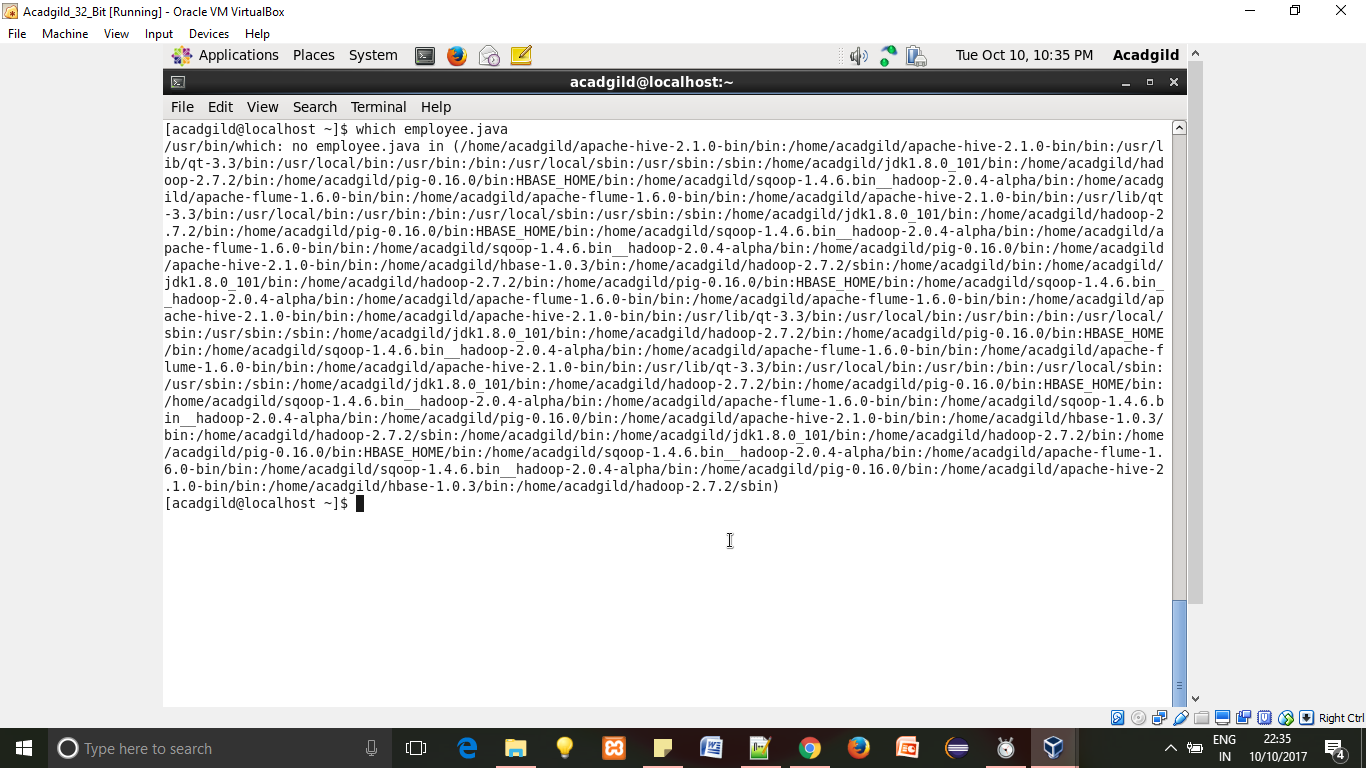 Acadgild_32_Bit [Running] - Oracle VM VirtualBox
File Machine View Input Devices Help
Applications Places System Tue Oct 10, 10:35 PM Acadgild
acadgild@localhost:~
File Edit View Search Terminal Help
[acadgild@localhost ~]$ which employee.java
/usr/bin/which: no employee.java in (/home/acadgild/apache-hive-2.1.0-bin/bin:/home/acadgild/apache-hive-2.1.0-bin/bin:/usr/l
ib/qt-3.3/bin:/usr/local/bin:/usr/bin:/bin:/usr/local/sbin:/usr/sbin:/sbin:/home/acadgild/jdk1.8.0_101/bin:/home/acadgild/had
oop-2.7.2/bin:/home/acadgild/pig-0.16.0/bin:HBASE_HOME/bin:/home/acadgild/sqoop-1.4.6.bin__hadoop-2.0.4-alpha/bin:/home/acadg
ild/apache-flume-1.6.0-bin/bin:/home/acadgild/apache-flume-1.6.0-bin/bin:/home/acadgild/apache-hive-2.1.0-bin/bin:/usr/lib/qt
-3.3/bin:/usr/local/bin:/usr/bin:/bin:/usr/local/sbin:/usr/sbin:/sbin:/home/acadgild/jdk1.8.0_101/bin:/home/acadgild/hadoop-2
.7.2/bin:/home/acadgild/pig-0.16.0/bin:HBASE_HOME/bin:/home/acadgild/sqoop-1.4.6.bin__hadoop-2.0.4-alpha/bin:/home/acadgild/a
pache-flume-1.6.0-bin/bin:/home/acadgild/sqoop-1.4.6.bin__hadoop-2.0.4-alpha/bin:/home/acadgild/pig-0.16.0/bin:/home/acadgild
/apache-hive-2.1.0-bin/bin:/home/acadgild/hbase-1.0.3/bin:/home/acadgild/hadoop-2.7.2/sbin:/home/acadgild/bin:/home/acadgild/
jdk1.8.0_101/bin:/home/acadgild/hadoop-2.7.2/bin:/home/acadgild/pig-0.16.0/bin:HBASE_HOME/bin:/home/acadgild/sqoop-1.4.6.bin_
_hadoop-2.0.4-alpha/bin:/home/acadgild/apache-flume-1.6.0-bin/bin:/home/acadgild/apache-flume-1.6.0-bin/bin:/home/acadgild/ap
ache-hive-2.1.0-bin/bin:/home/acadgild/apache-hive-2.1.0-bin/bin:/usr/lib/qt-3.3/bin:/usr/local/bin:/usr/bin:/bin:/usr/local/
sbin:/usr/sbin:/sbin:/home/acadgild/jdk1.8.0_101/bin:/home/acadgild/hadoop-2.7.2/bin:/home/acadgild/pig-0.16.0/bin:HBASE_HOME
/bin:/home/acadgild/sqoop-1.4.6.bin__hadoop-2.0.4-alpha/bin:/home/acadgild/apache-flume-1.6.0-bin/bin:/home/acadgild/apache-f
lume-1.6.0-bin/bin:/home/acadgild/apache-hive-2.1.0-bin/bin:/usr/lib/qt-3.3/bin:/usr/local/bin:/usr/bin:/bin:/usr/local/sbin:
/usr/sbin:/sbin:/home/acadgild/jdk1.8.0_101/bin:/home/acadgild/hadoop-2.7.2/bin:/home/acadgild/pig-0.16.0/bin:HBASE_HOME/bin:
/home/acadgild/sqoop-1.4.6.bin__hadoop-2.0.4-alpha/bin:/home/acadgild/apache-flume-1.6.0-bin/bin:/home/acadgild/sqoop-1.4.6.b
in__hadoop-2.0.4-alpha/bin:/home/acadgild/pig-0.16.0/bin:/home/acadgild/apache-hive-2.1.0-bin/bin:/home/acadgild/hbase-1.0.3/
bin:/home/acadgild/hadoop-2.7.2/sbin:/home/acadgild/bin:/home/acadgild/jdk1.8.0_101/bin:/home/acadgild/hadoop-2.7.2/bin:/home
/acadgild/pig-0.16.0/bin:HBASE_HOME/bin:/home/acadgild/sqoop-1.4.6.bin__hadoop-2.0.4-alpha/bin:/home/acadgild/apache-flume-1.
6.0-bin/bin:/home/acadgild/sqoop-1.4.6.bin__hadoop-2.0.4-alpha/bin:/home/acadgild/pig-0.16.0/bin:/home/acadgild/apache-hive-2
.1.0-bin/bin:/home/acadgild/hbase-1.0.3/bin:/home/acadgild/hadoop-2.7.2/sbin)
[acadgild@localhost ~]$
Right Ctrl
Type here to search
ENG 22:35
IN 10/10/2017
4